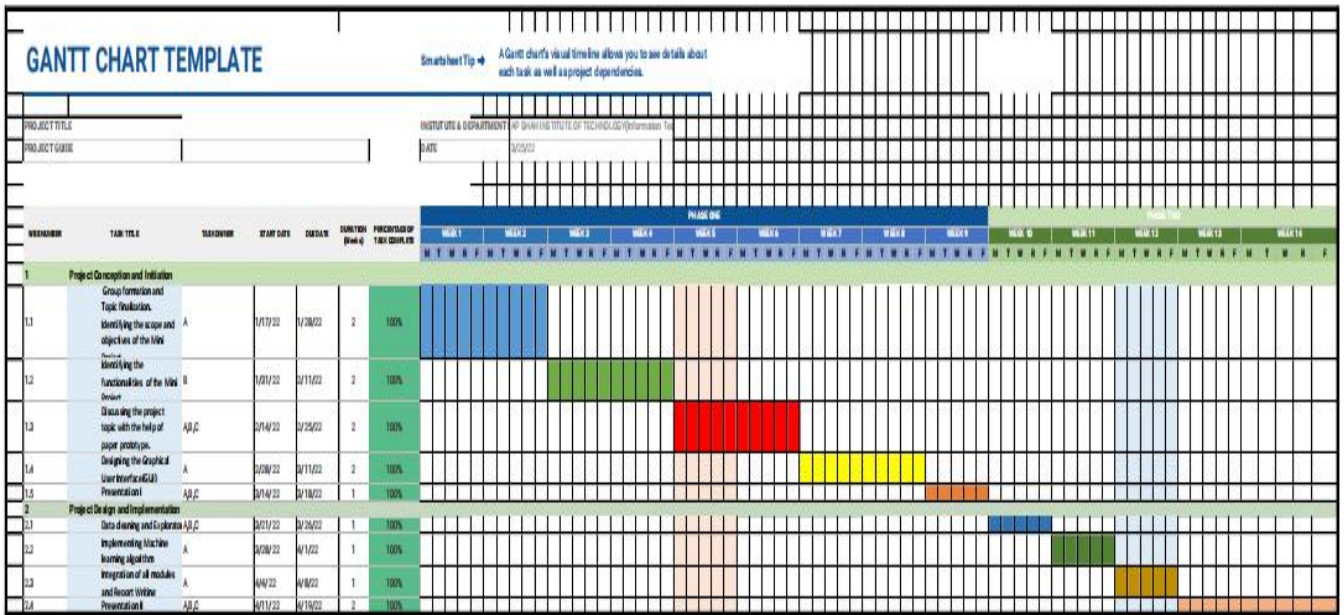 GANTT CHART TEMPLATE
Smartsheet Tip ➜
A Gantt chart's visual timeline allows you to see details about
each task as well as project dependencies.
PROJECT TITLE
INSTUTUTE & DEPARTMENT AP SHAH INSTITUTE OF TECHNOLOGY(Information Tec
PROJECT GUIDE
DATE 3/25/22
PHASE ONE PHASE TWO
WBS NUMBER TASK TITLE TASK OWNER START DATE DUE DATE DURATION (Weeks) PERCENTAGE OF TASK COMPLETE
WEEK 1 WEEK 2 WEEK 3 WEEK 4 WEEK 5 WEEK 6 WEEK 7 WEEK 8 WEEK 9 WEEK 10 WEEK 11 WEEK 12 WEEK 13 WEEK 14
M T W R F M T W R F M T W R F M T W R F M T W R F M T W R F M T W R F M T W R F M T W R F M T W R F M T W R F M T W R F M T W R F M T W R F
1 Project Conception and Initiation
Group formation and
Topic finalization.
Identifying the scope and
objectives of the Mini
Project
1.1 A 1/17/22 1/28/22 2 100%
Identifying the
functionalities of the Mini
Project
1.2 B 1/31/22 2/11/22 2 100%
Discussing the project
topic with the help of
paper prototype.
1.3 A,B,C 2/14/22 2/25/22 2 100%
Designing the Graphical
User Interface(GUI)
1.4 A 2/28/22 3/11/22 2 100%
1.5 Presentation I A,B,C 3/14/22 3/18/22 1 100%
2 Project Design and Implementation
2.1 Data cleaning and Explorator A,B,C 3/21/22 3/26/22 1 100%
Implementing Machine
learning algorithm
2.2 A 3/28/22 4/1/22 1 100%
Integration of all modules
and Report Writing
2.3 A 4/4/22 4/8/22 1 100%
2.4 Presentation II A,B,C 4/11/22 4/19/22 2 100%